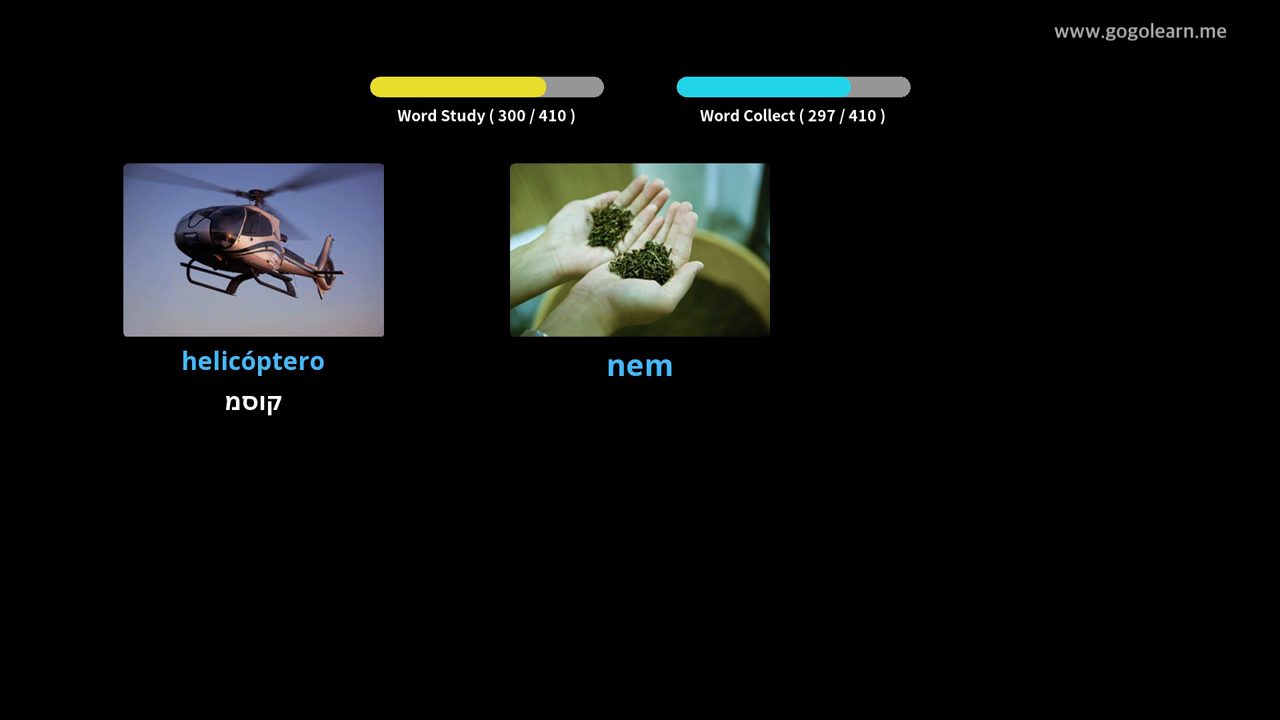 www.gogolearn.me
Word Study ( 300 / 410 )
Word Collect ( 297 / 410 )
helicóptero
קוסמ
nem